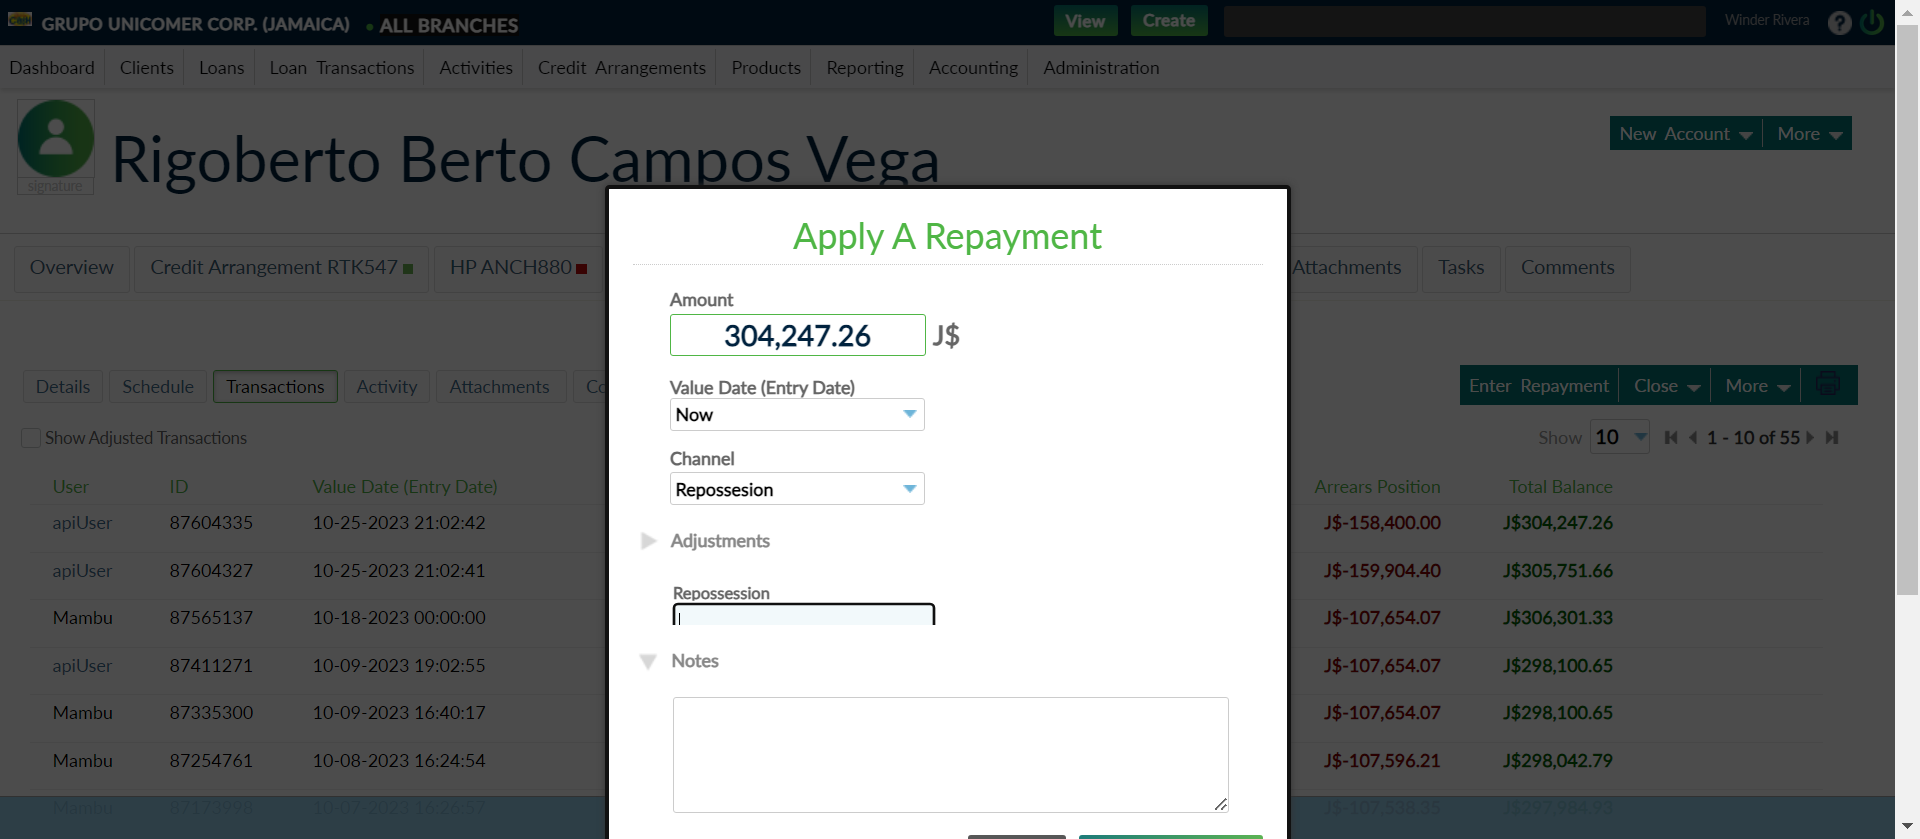 GRUPO UNICOMER CORP. (JAMAICA) ALL BRANCHES View Create Winder Rivera ?
Dashboard Clients Loans Loan Transactions Activities Credit Arrangements Products Reporting Accounting Administration
Rigoberto Berto Campos Vega
New Account More
signature
Apply A Repayment
Overview Credit Arrangement RTK547 HP ANCH880 Attachments Tasks Comments
Amount
304,247.26 J$
Value Date (Entry Date)
Details Schedule Transactions Activity Attachments Co
Enter Repayment Close More
Now
Show Adjusted Transactions
Show 10 1 - 10 of 55
Channel
Repossesion
User ID Value Date (Entry Date) Arrears Position Total Balance
apiUser 87604335 10-25-2023 21:02:42 J$-158,400.00 J$304,247.26
Adjustments
apiUser 87604327 10-25-2023 21:02:41 J$-159,904.40 J$305,751.66
Repossession
Mambu 87565137 10-18-2023 00:00:00 J$-107,654.07 J$306,301.33
apiUser 87411271 10-09-2023 19:02:55 J$-107,654.07 J$298,100.65
Notes
Mambu 87335300 10-09-2023 16:40:17 J$-107,654.07 J$298,100.65
Mambu 87254761 10-08-2023 16:24:54 J$-107,596.21 J$298,042.79
Mambu 87173998 10-07-2023 16:26:57 J$-107,538.35 J$297,984.93